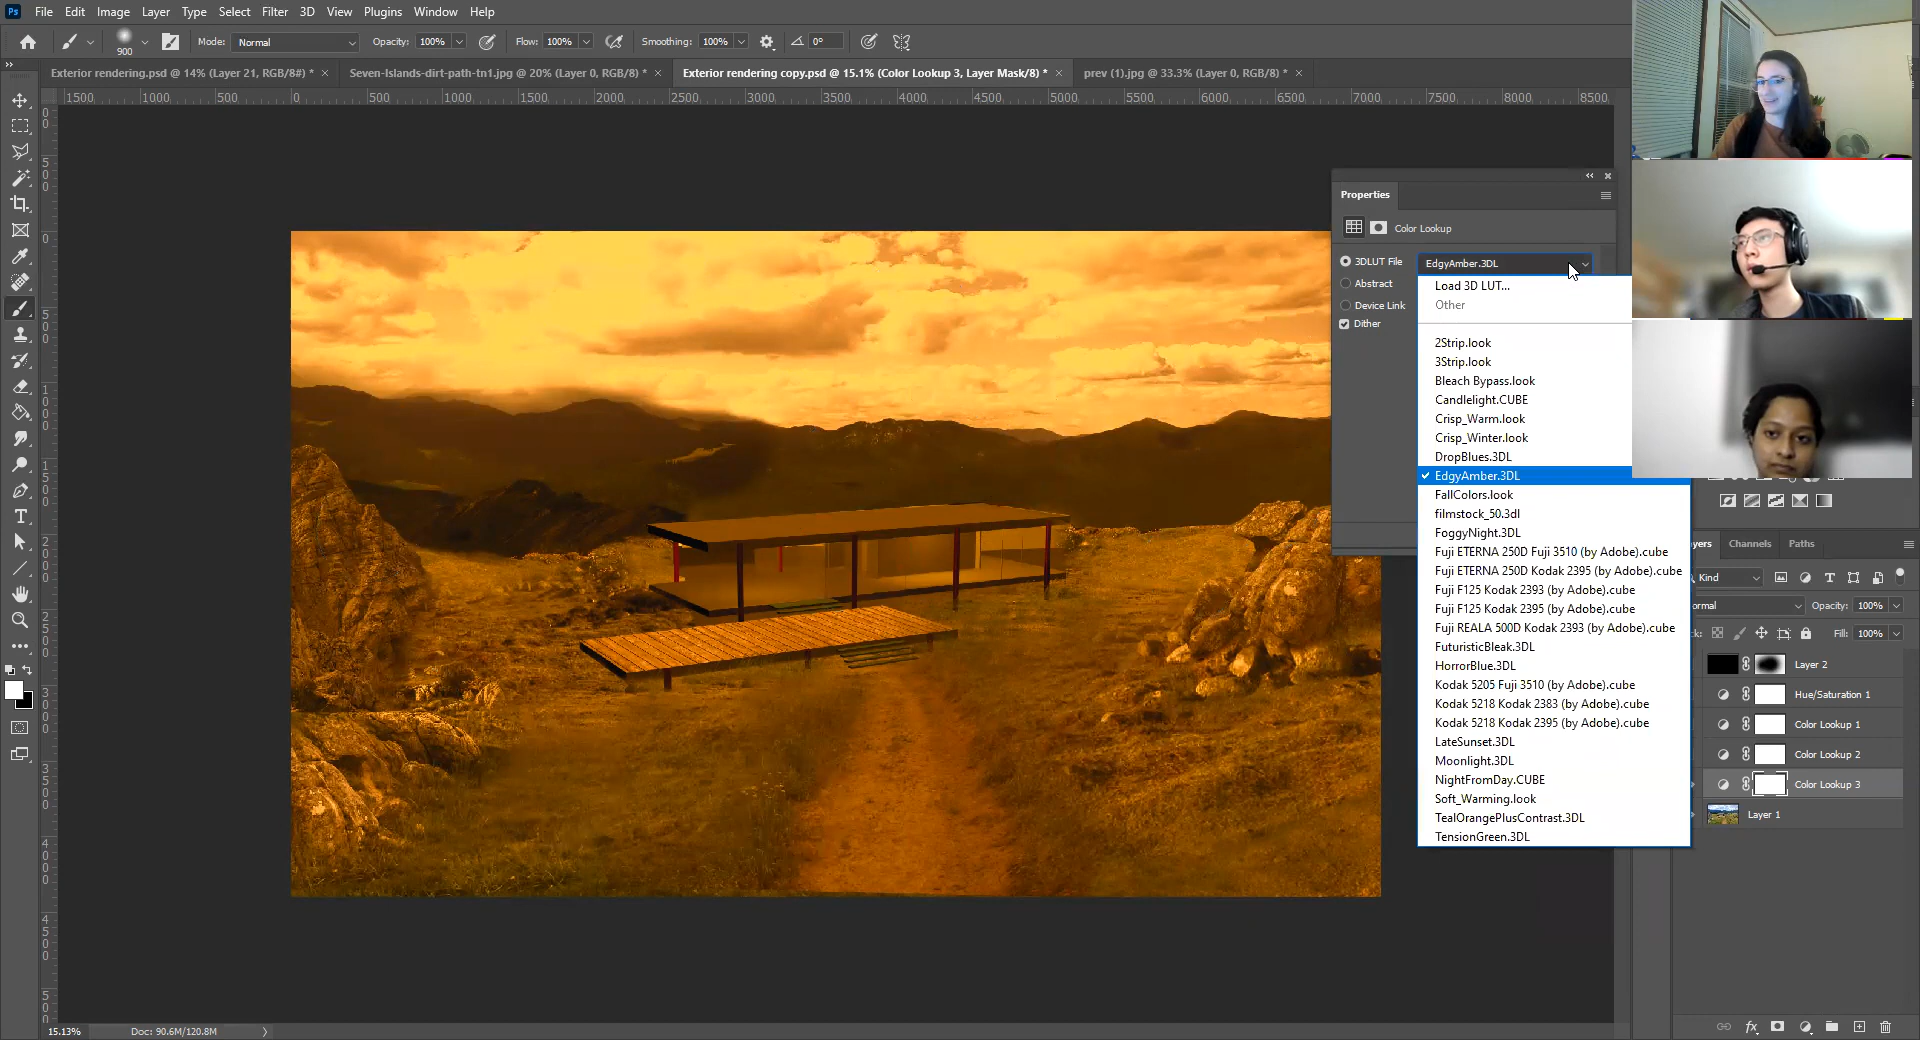 Ps File Edit Image Layer Type Select Filter 3D View Plugins Window Help
900 Mode: Normal Opacity: 100% Flow: 100% Smoothing: 100% 0°
Exterior rendering.psd @ 14% (Layer 21, RGB/8#) * × Seven-Islands-dirt-path-tn1.jpg @ 20% (Layer 0, RGB/8) * × Exterior rendering copy.psd @ 15.1% (Color Lookup 3, Layer Mask/8) * × prev (1).jpg @ 33.3% (Layer 0, RGB/8) * ×
1500 1000 500 0 500 1000 1500 2000 2500 3000 3500 4000 4500 5000 5500 6000 6500 7000 7500 8000 8500
Properties
Color Lookup
3DLUT File EdgyAmber.3DL
Abstract
Device Link
Dither
Load 3D LUT...
Other
2Strip.look
3Strip.look
Bleach Bypass.look
Candlelight.CUBE
Crisp_Warm.look
Crisp_Winter.look
DropBlues.3DL
EdgyAmber.3DL
FallColors.look
filmstock_50.3dl
FoggyNight.3DL
Fuji ETERNA 250D Fuji 3510 (by Adobe).cube
Fuji ETERNA 250D Kodak 2395 (by Adobe).cube
Fuji F125 Kodak 2393 (by Adobe).cube
Fuji F125 Kodak 2395 (by Adobe).cube
Fuji REALA 500D Kodak 2393 (by Adobe).cube
FuturisticBleak.3DL
HorrorBlue.3DL
Kodak 5205 Fuji 3510 (by Adobe).cube
Kodak 5218 Kodak 2383 (by Adobe).cube
Kodak 5218 Kodak 2395 (by Adobe).cube
LateSunset.3DL
Moonlight.3DL
NightFromDay.CUBE
Soft_Warming.look
TealOrangePlusContrast.3DL
TensionGreen.3DL
yers Channels Paths
Kind
ormal Opacity: 100%
ck: Fill: 100%
Layer 2
Hue/Saturation 1
Color Lookup 1
Color Lookup 2
Color Lookup 3
Layer 1
15.13% Doc: 90.6M/120.8M